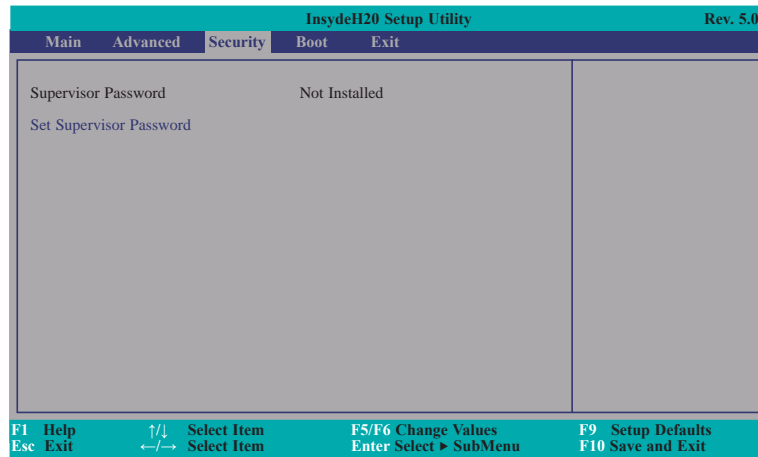 InsydeH20 Setup Utility Rev. 5.0
Main Advanced Security Boot Exit
Supervisor Password Not Installed
Set Supervisor Password
F1 Help ↑/↓ Select Item F5/F6 Change Values F9 Setup Defaults
Esc Exit ←/→ Select Item Enter Select ► SubMenu F10 Save and Exit